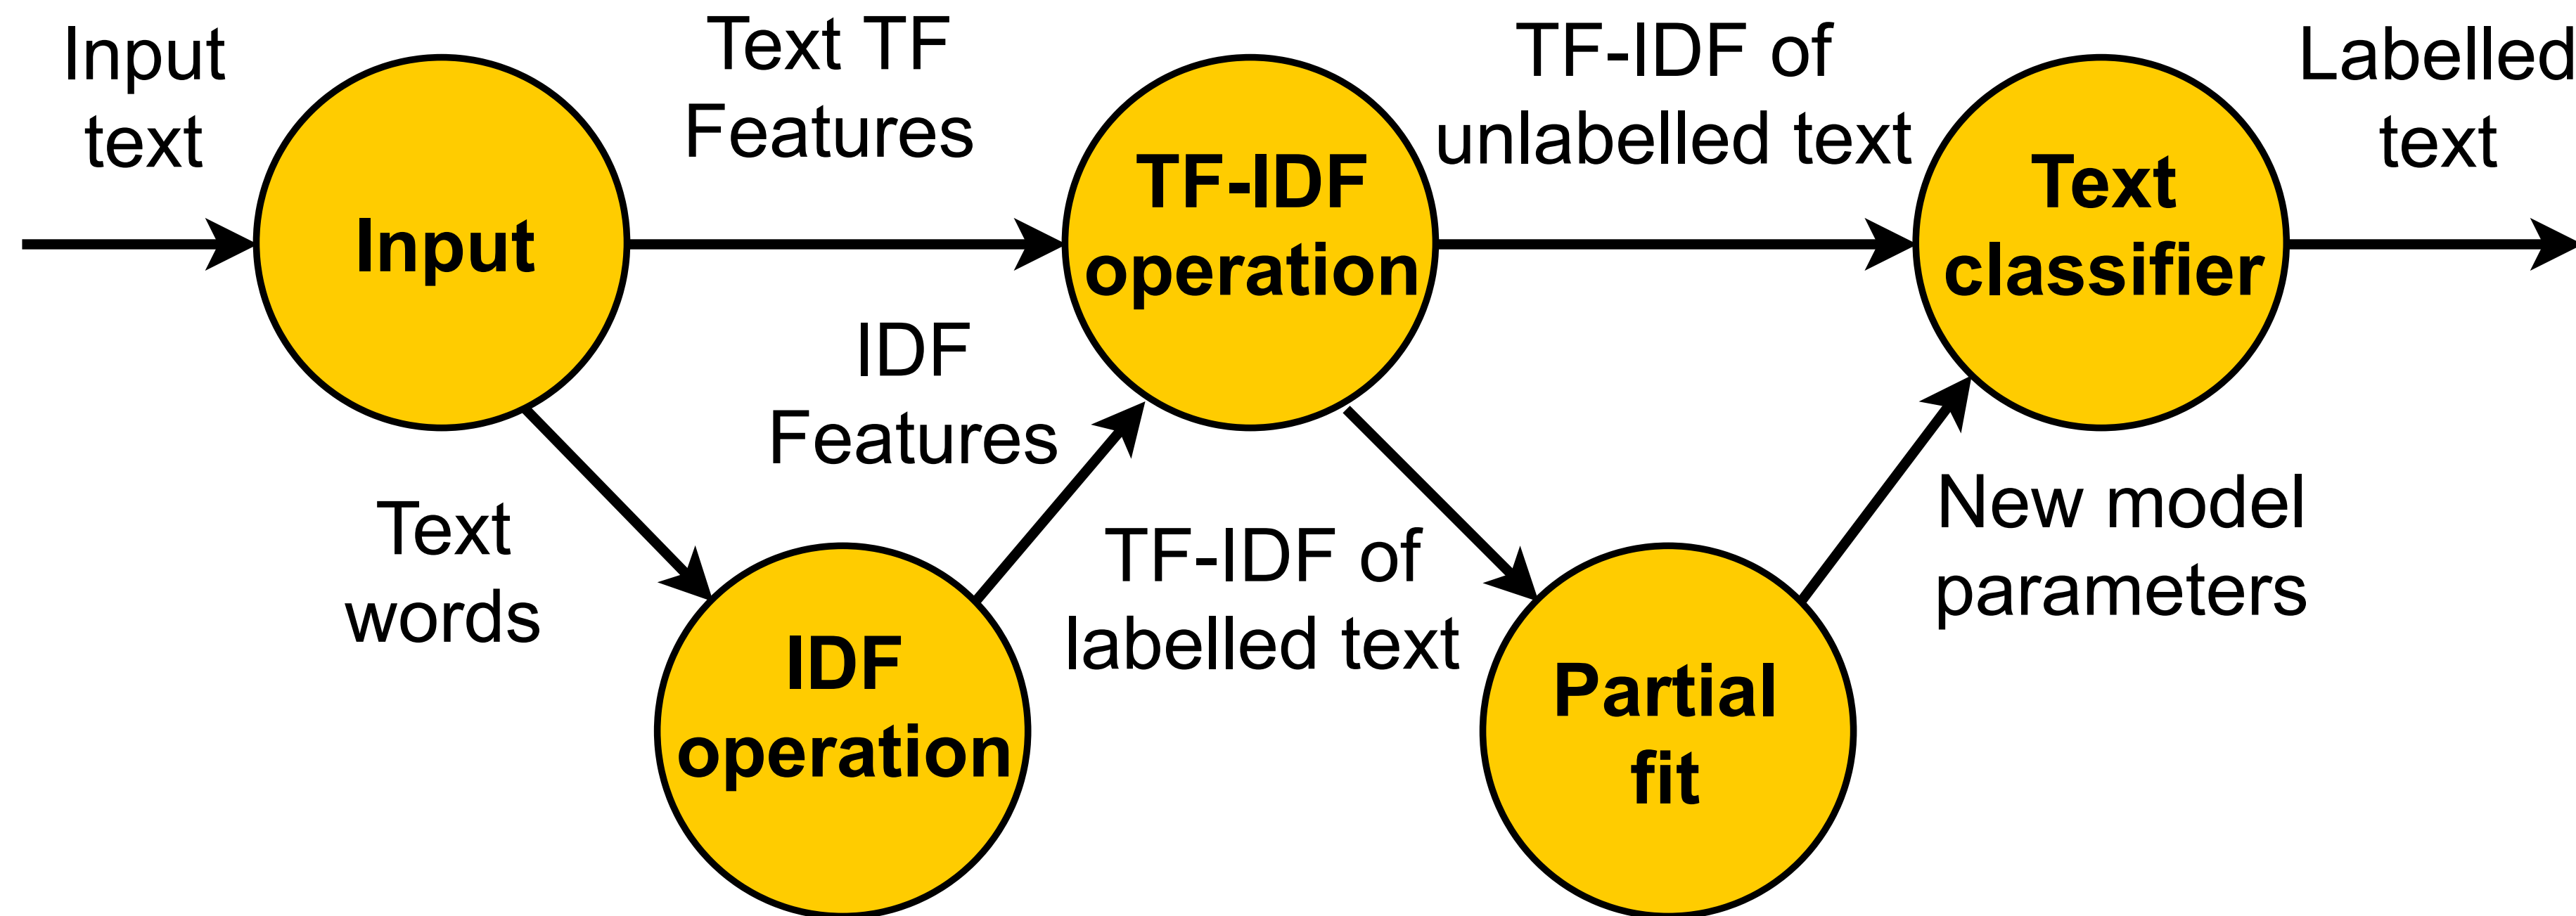 Input
text
Input
Text TF
Features
TF-IDF
operation
TF-IDF of
unlabelled text
Text
classifier
Labelled
text
Text
words
IDF
operation
IDF
Features
TF-IDF of
labelled text
Partial
fit
New model
parameters